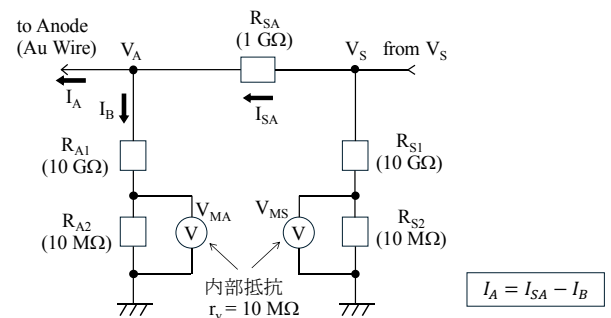 to Anode
(Au Wire)
V_A
R_SA
(1 GΩ)
V_S
from V_S
I_A
I_B
I_SA
R_A1
(10 GΩ)
R_S1
(10 GΩ)
R_A2
(10 MΩ)
V_MA
V
V_MS
V
R_S2
(10 MΩ)
内部抵抗
r_v = 10 MΩ
I_A = I_SA − I_B